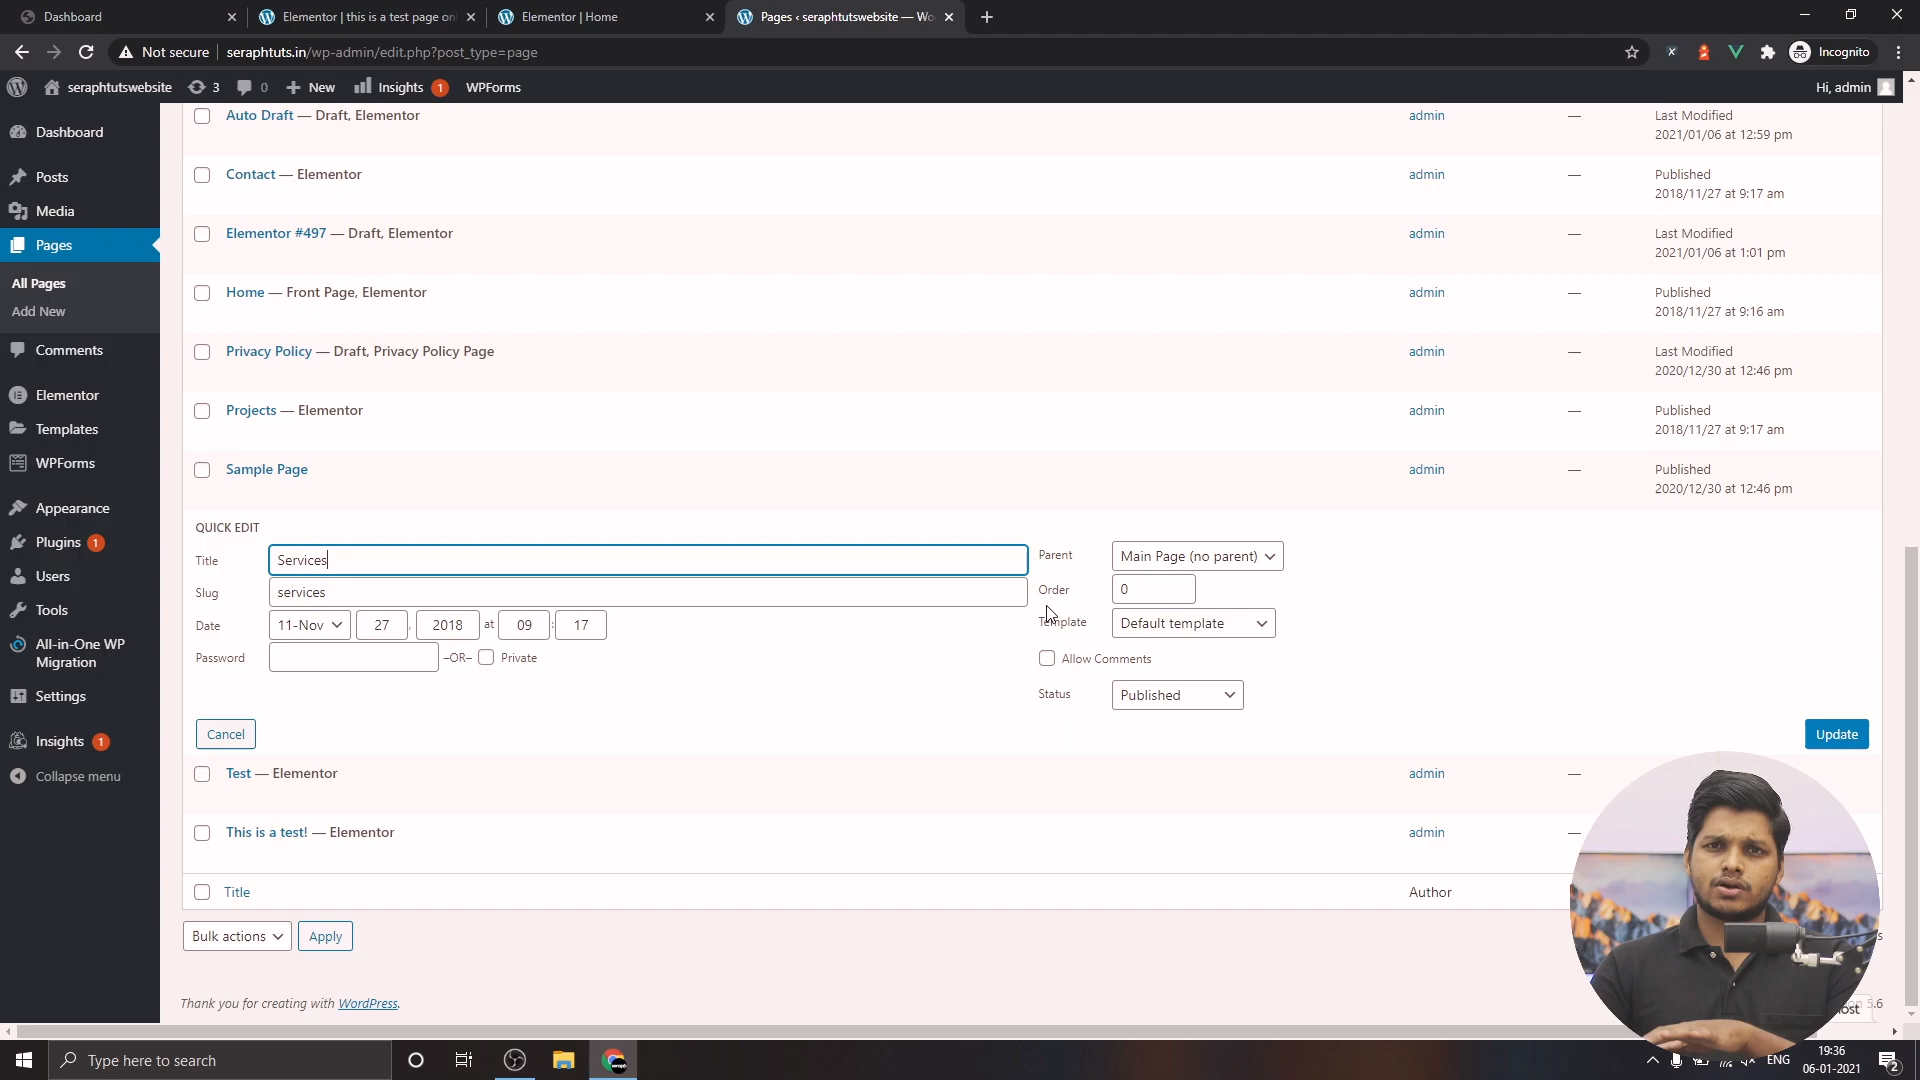 Dashboard
Elementor | this is a test page onl
Elementor | Home
Pages ‹ seraphtutswebsite — Wo
Not secure
seraphtuts.in/wp-admin/edit.php?post_type=page
Incognito
seraphtutswebsite
3
0
New
Insights 1
WPForms
Hi, admin
Dashboard
Posts
Media
Pages
All Pages
Add New
Comments
Elementor
Templates
WPForms
Appearance
Plugins 1
Users
Tools
All-in-One WP
Migration
Settings
Insights 1
Collapse menu
Auto Draft — Draft, Elementor
admin
—
Last Modified
2021/01/06 at 12:59 pm
Contact — Elementor
admin
—
Published
2018/11/27 at 9:17 am
Elementor #497 — Draft, Elementor
admin
—
Last Modified
2021/01/06 at 1:01 pm
Home — Front Page, Elementor
admin
—
Published
2018/11/27 at 9:16 am
Privacy Policy — Draft, Privacy Policy Page
admin
—
Last Modified
2020/12/30 at 12:46 pm
Projects — Elementor
admin
—
Published
2018/11/27 at 9:17 am
Sample Page
admin
—
Published
2020/12/30 at 12:46 pm
QUICK EDIT
Title
Services
Slug
services
Date
11-Nov 27, 2018 at 09 : 17
Password
–OR– Private
Parent
Main Page (no parent)
Order
0
Template
Default template
Allow Comments
Status
Published
Cancel
Update
Test — Elementor
admin
—
This is a test! — Elementor
admin
—
Title
Author
Bulk actions
Apply
Thank you for creating with WordPress.
5.6
Type here to search
ENG
19:36
06-01-2021
2